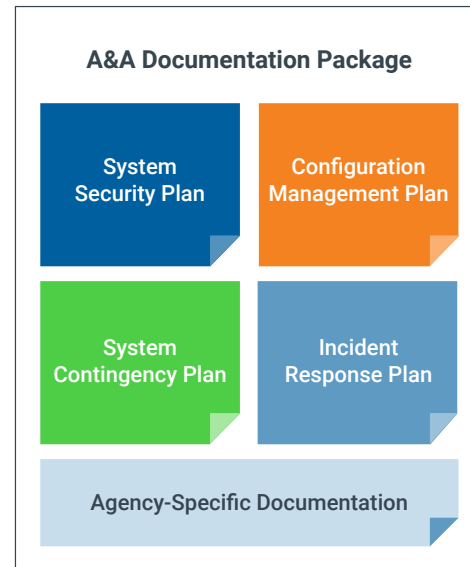 A&A Documentation Package
System
Security Plan
Configuration
Management Plan
System
Contingency Plan
Incident
Response Plan
Agency-Specific Documentation